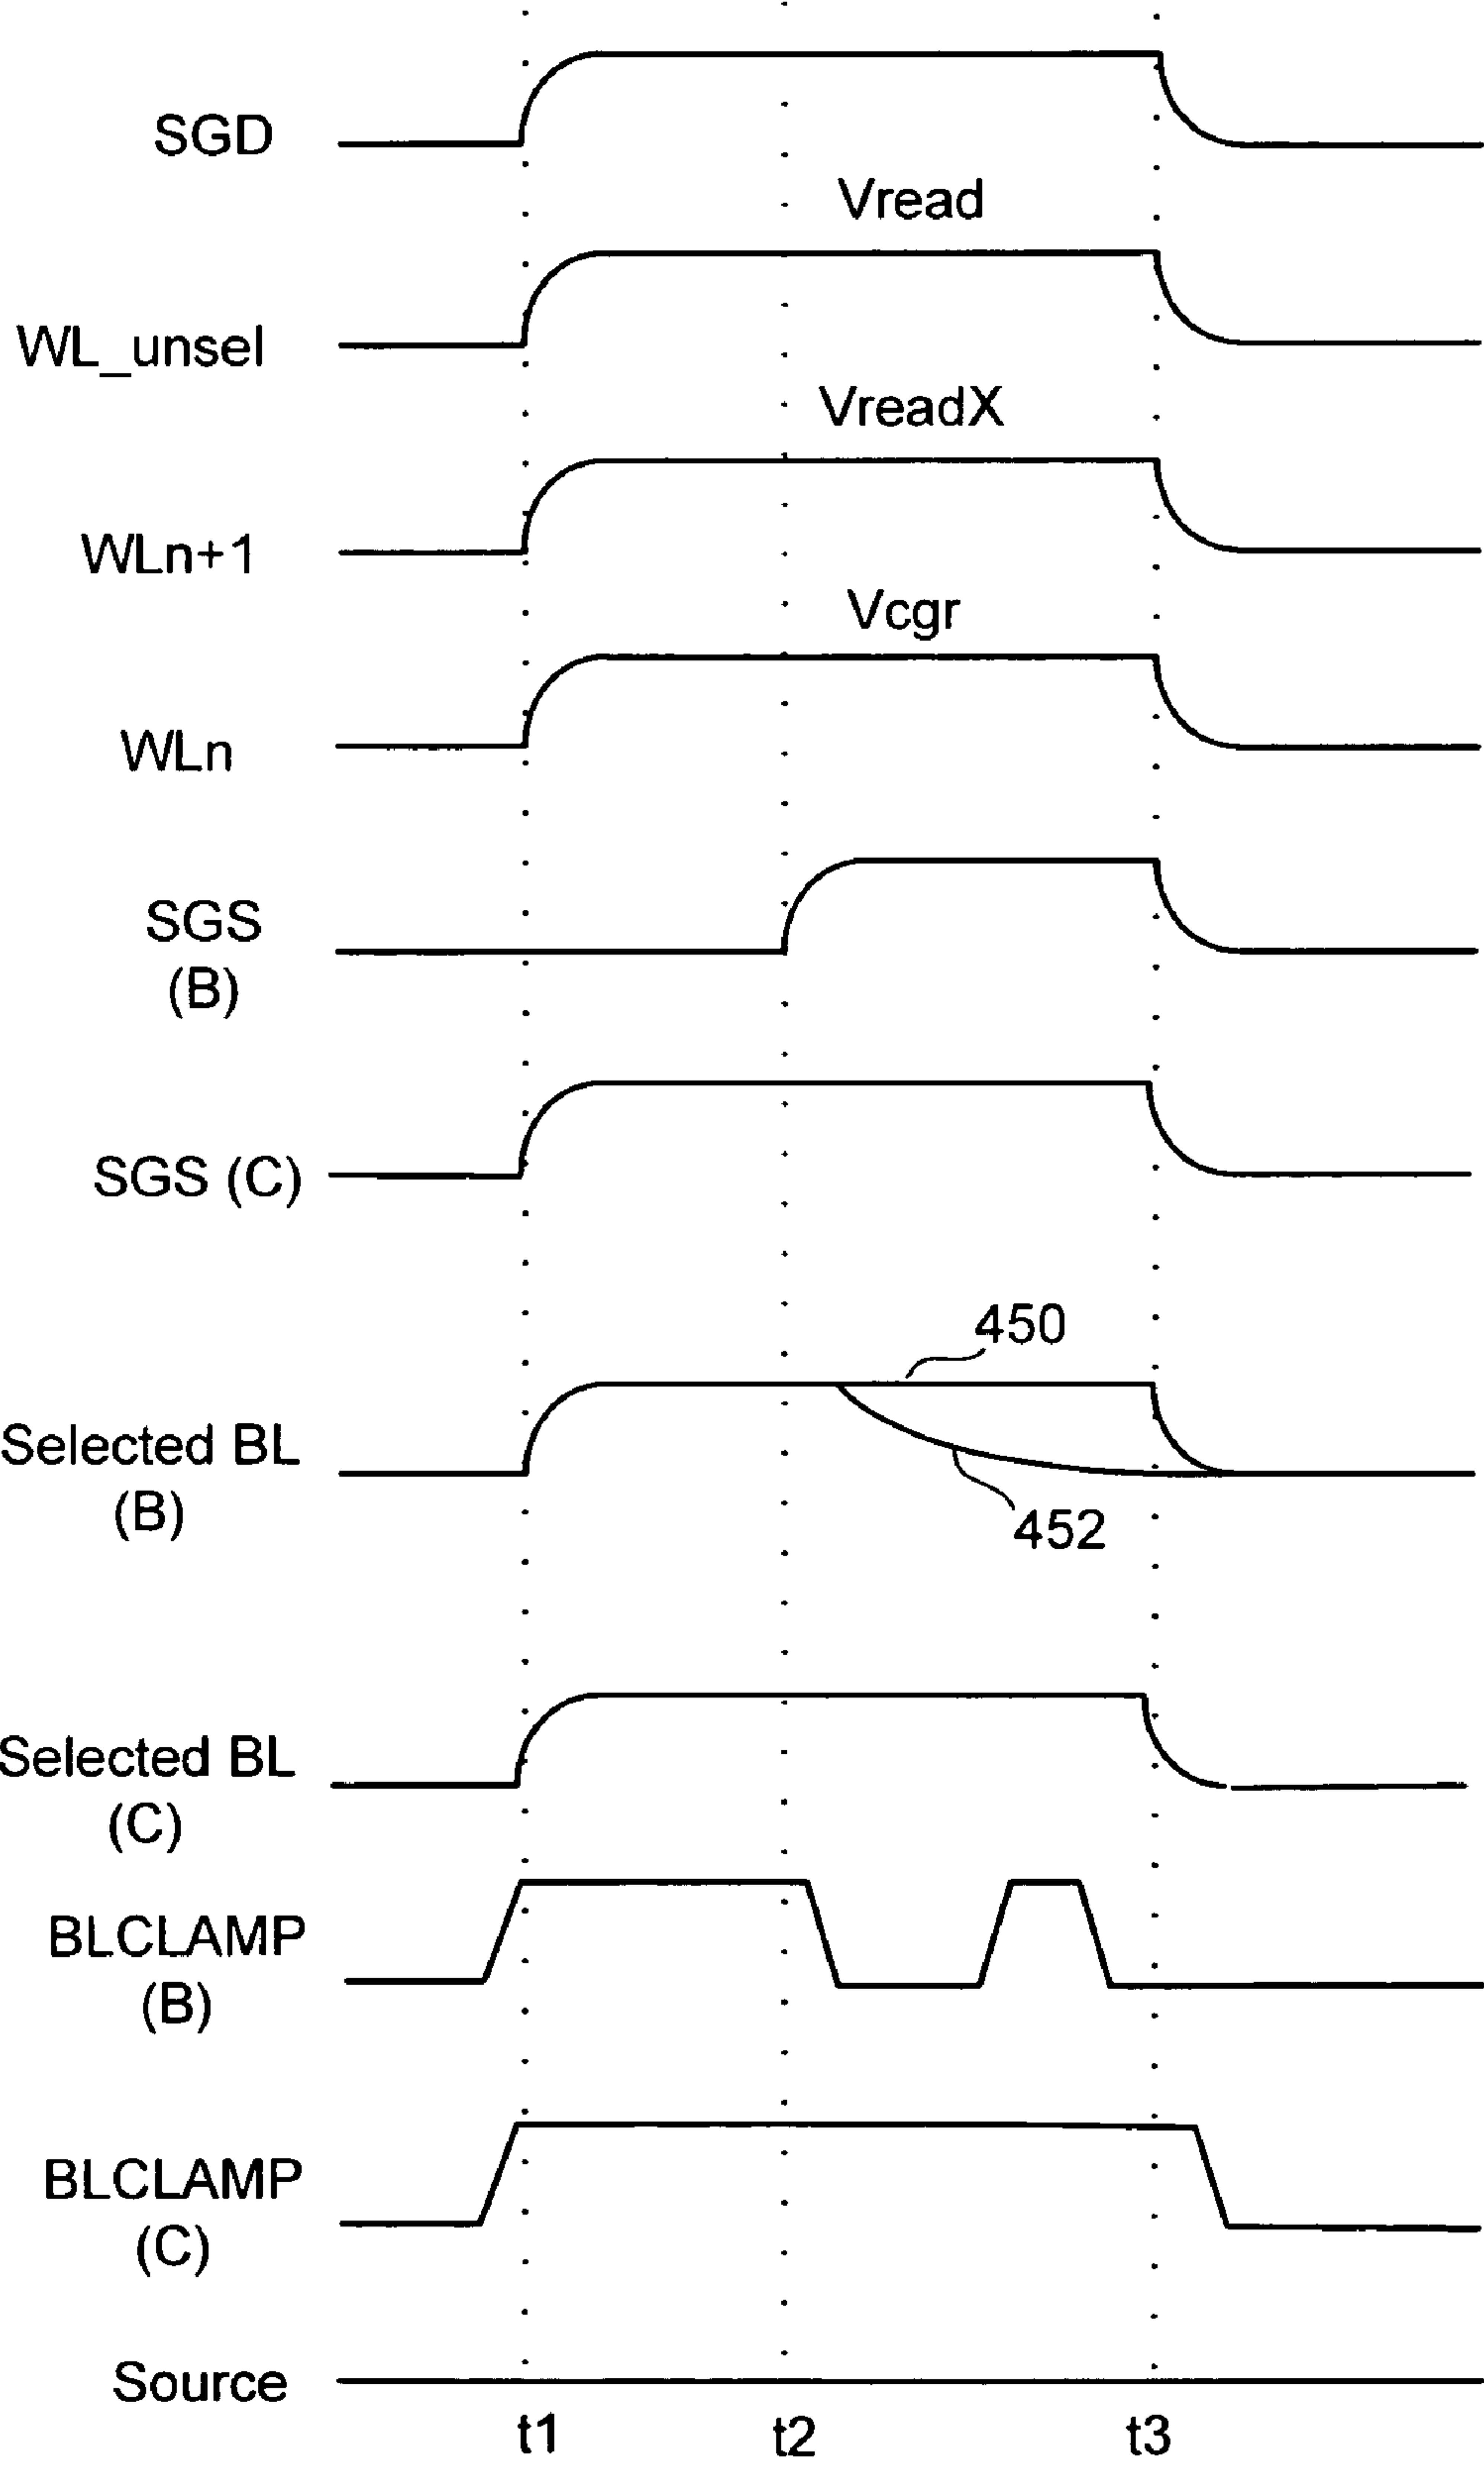 SGD
Vread
WL_unsel
VreadX
WLn+1
Vcgr
WLn
SGS
(B)
SGS (C)
450
Selected BL
(B)
452
Selected BL
(C)
BLCLAMP
(B)
BLCLAMP
(C)
Source
t1 t2 t3